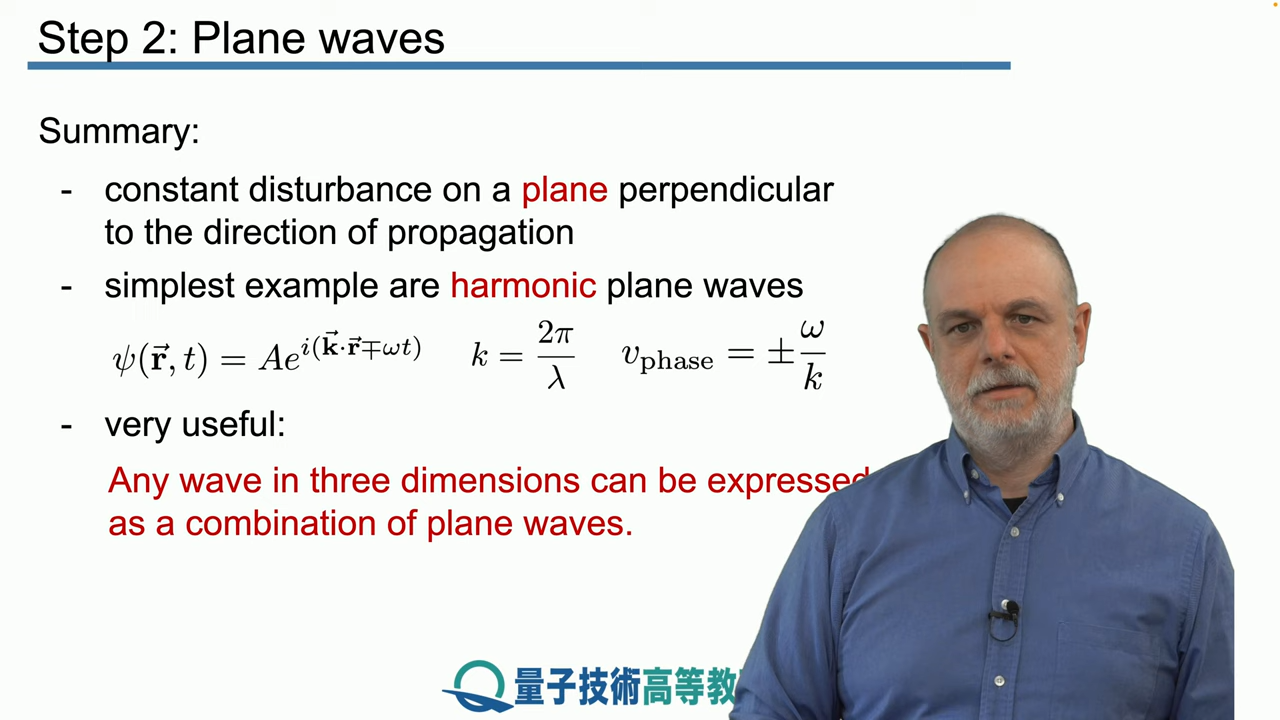 Step 2: Plane waves
Summary:
- constant disturbance on a plane perpendicular
to the direction of propagation
- simplest example are harmonic plane waves
ψ(r⃗, t) = Ae^{i(k⃗·r⃗∓ωt)} k = 2π/λ v_phase = ±ω/k
- very useful:
Any wave in three dimensions can be expressed
as a combination of plane waves.
量子技術高等教